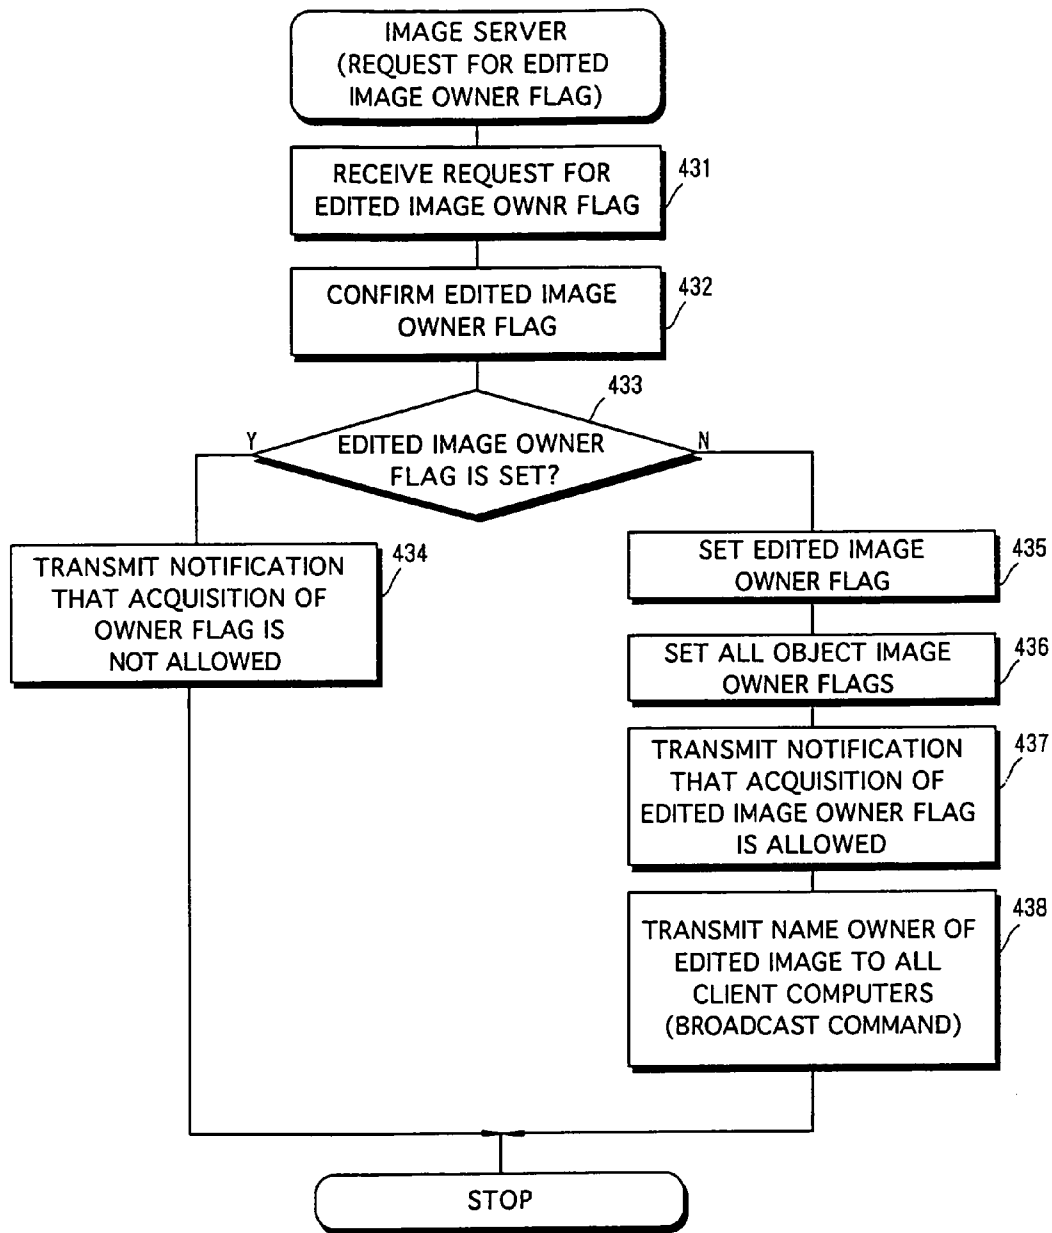 IMAGE SERVER
(REQUEST FOR EDITED
IMAGE OWNER FLAG)
RECEIVE REQUEST FOR
EDITED IMAGE OWNR FLAG
431
CONFIRM EDITED IMAGE
OWNER FLAG
432
433
Y
EDITED IMAGE OWNER
FLAG IS SET?
N
TRANSMIT NOTIFICATION
THAT ACQUISITION OF
OWNER FLAG IS
NOT ALLOWED
434
SET EDITED IMAGE
OWNER FLAG
435
SET ALL OBJECT IMAGE
OWNER FLAGS
436
TRANSMIT NOTIFICATION
THAT ACQUISITION OF
EDITED IMAGE OWNER FLAG
IS ALLOWED
437
TRANSMIT NAME OWNER OF
EDITED IMAGE TO ALL
CLIENT COMPUTERS
(BROADCAST COMMAND)
438
STOP